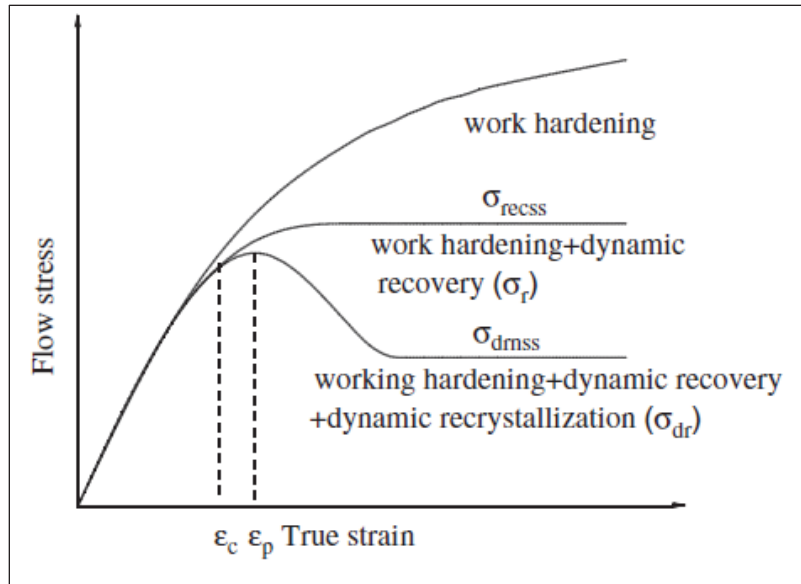 work hardening
σrecss
work hardening+dynamic
recovery (σr)
σdrnss
working hardening+dynamic recovery
+dynamic recrystallization (σdr)
Flow stress
εc εp True strain